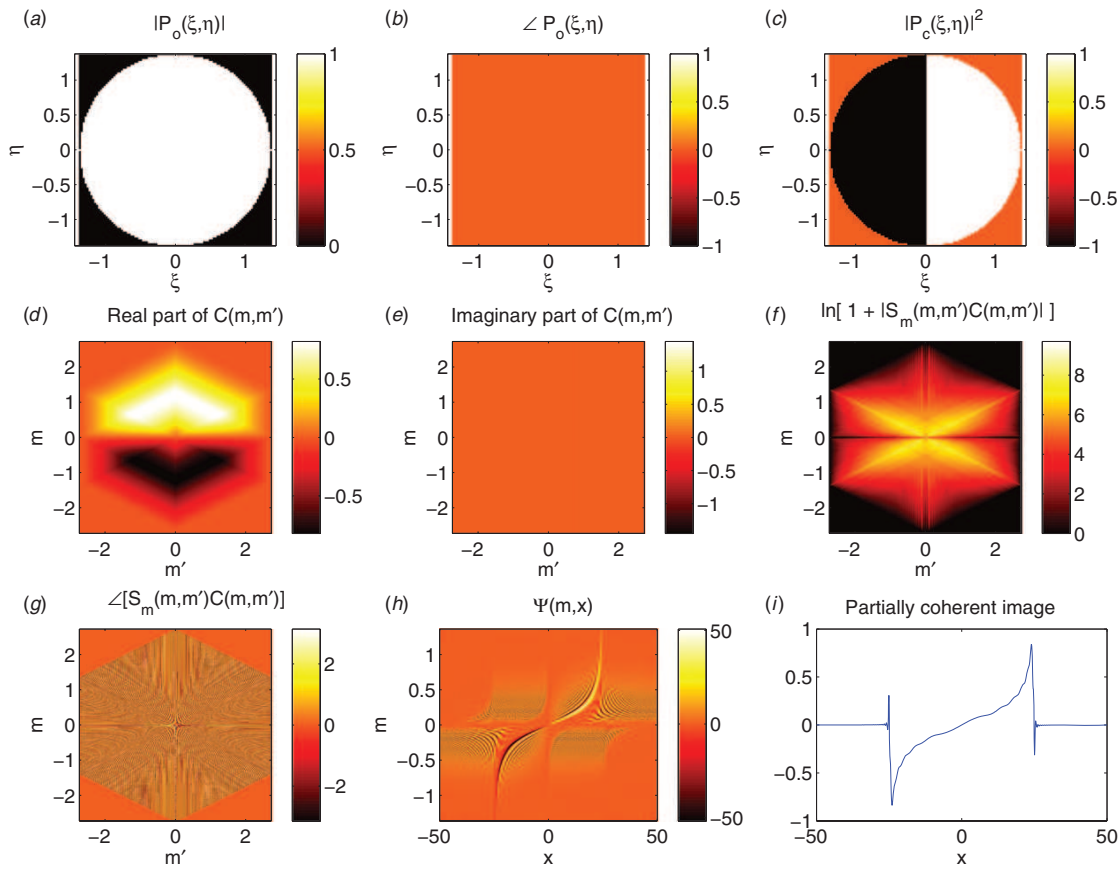 (a) |P_o(ξ,η)|
1
0.5
0
−0.5
−1
η
−1 0 1
ξ
1
0.5
0
(b) ∠ P_o(ξ,η)
1
0.5
0
−0.5
−1
η
−1 0 1
ξ
1
0.5
0
−0.5
−1
(c) |P_c(ξ,η)|²
1
0.5
0
−0.5
−1
η
−1 0 1
ξ
1
0.5
0
−0.5
−1
(d) Real part of C(m,m′)
2
1
0
−1
−2
m
−2 0 2
m′
0.5
0
−0.5
(e) Imaginary part of C(m,m′)
2
1
0
−1
−2
m
−2 0 2
m′
1
0.5
0
−0.5
−1
(f) ln[ 1 + |S_m(m,m′)C(m,m′)| ]
2
1
0
−1
−2
m
−2 0 2
m′
8
6
4
2
0
(g) ∠[S_m(m,m′)C(m,m′)]
2
1
0
−1
−2
m
−2 0 2
m′
2
0
−2
(h) Ψ(m,x)
1
0.5
0
−0.5
−1
m
−50 0 50
x
50
0
−50
(i) Partially coherent image
1
0.5
0
−0.5
−1
−50 0 50
x